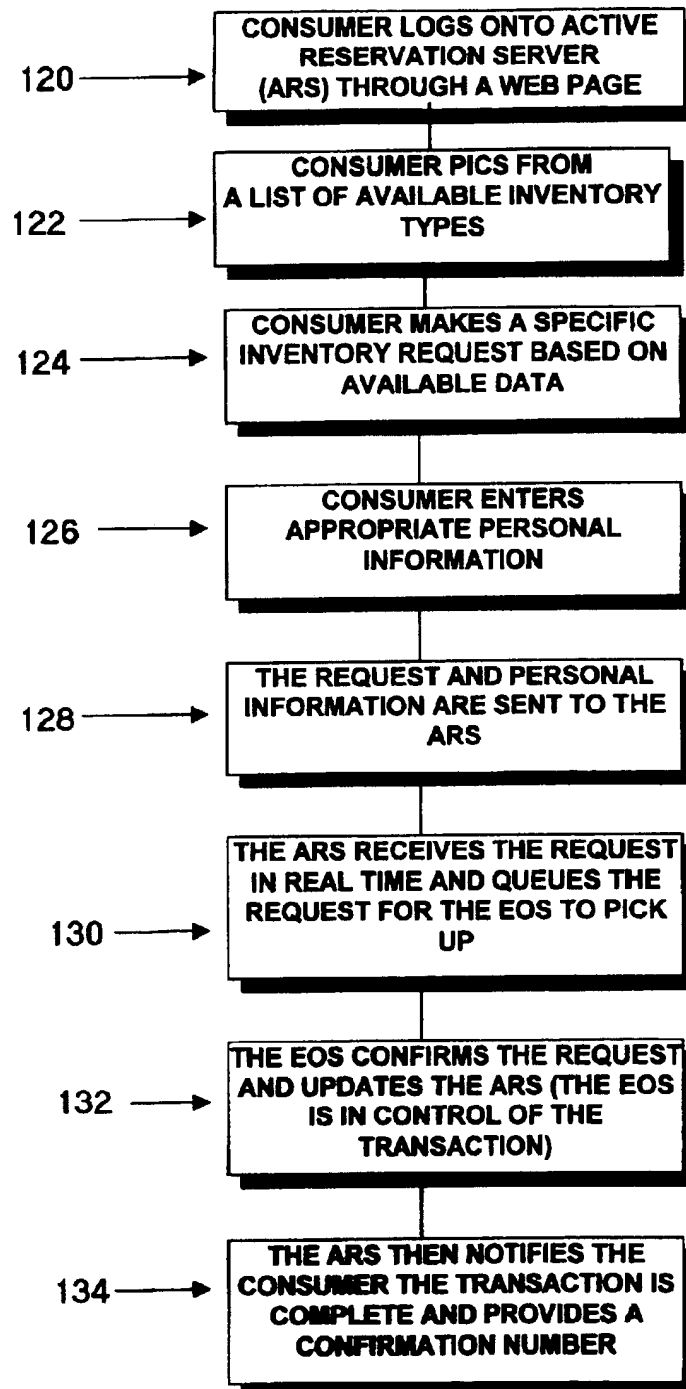 CONSUMER LOGS ONTO ACTIVE
RESERVATION SERVER
(ARS) THROUGH A WEB PAGE
120
CONSUMER PICS FROM
A LIST OF AVAILABLE INVENTORY
TYPES
122
CONSUMER MAKES A SPECIFIC
INVENTORY REQUEST BASED ON
AVAILABLE DATA
124
CONSUMER ENTERS
APPROPRIATE PERSONAL
INFORMATION
126
THE REQUEST AND PERSONAL
INFORMATION ARE SENT TO THE
ARS
128
THE ARS RECEIVES THE REQUEST
IN REAL TIME AND QUEUES THE
REQUEST FOR THE EOS TO PICK
UP
130
THE EOS CONFIRMS THE REQUEST
AND UPDATES THE ARS (THE EOS
IS IN CONTROL OF THE
TRANSACTION)
132
THE ARS THEN NOTIFIES THE
CONSUMER THE TRANSACTION IS
COMPLETE AND PROVIDES A
CONFIRMATION NUMBER
134